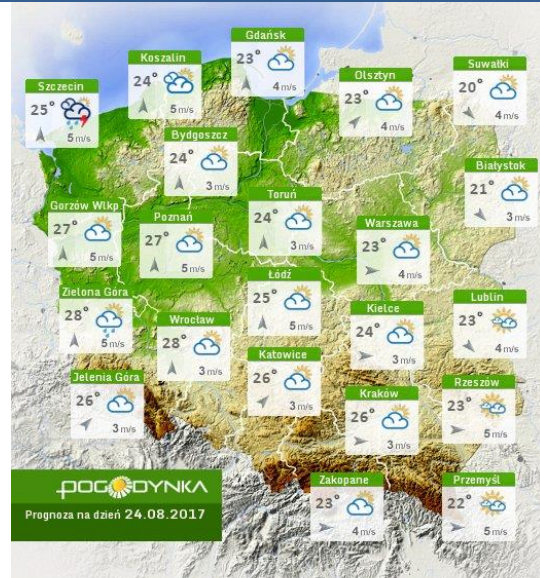 Gdańsk
23°
4 m/s
Koszalin
24°
5 m/s
Szczecin
25°
5 m/s
Olsztyn
23°
4 m/s
Suwałki
20°
4 m/s
Bydgoszcz
24°
3 m/s
Białystok
21°
3 m/s
Gorzów Wlkp
27°
5 m/s
Poznań
27°
5 m/s
Toruń
24°
3 m/s
Warszawa
23°
4 m/s
Łódź
25°
5 m/s
Zielona Góra
28°
5 m/s
Wrocław
28°
3 m/s
Kielce
24°
3 m/s
Lublin
23°
4 m/s
Katowice
26°
3 m/s
Jelenia Góra
26°
3 m/s
Kraków
26°
3 m/s
Rzeszów
23°
5 m/s
Zakopane
23°
4 m/s
Przemyśl
22°
5 m/s
POGODYNKA
Prognoza na dzień 24.08.2017